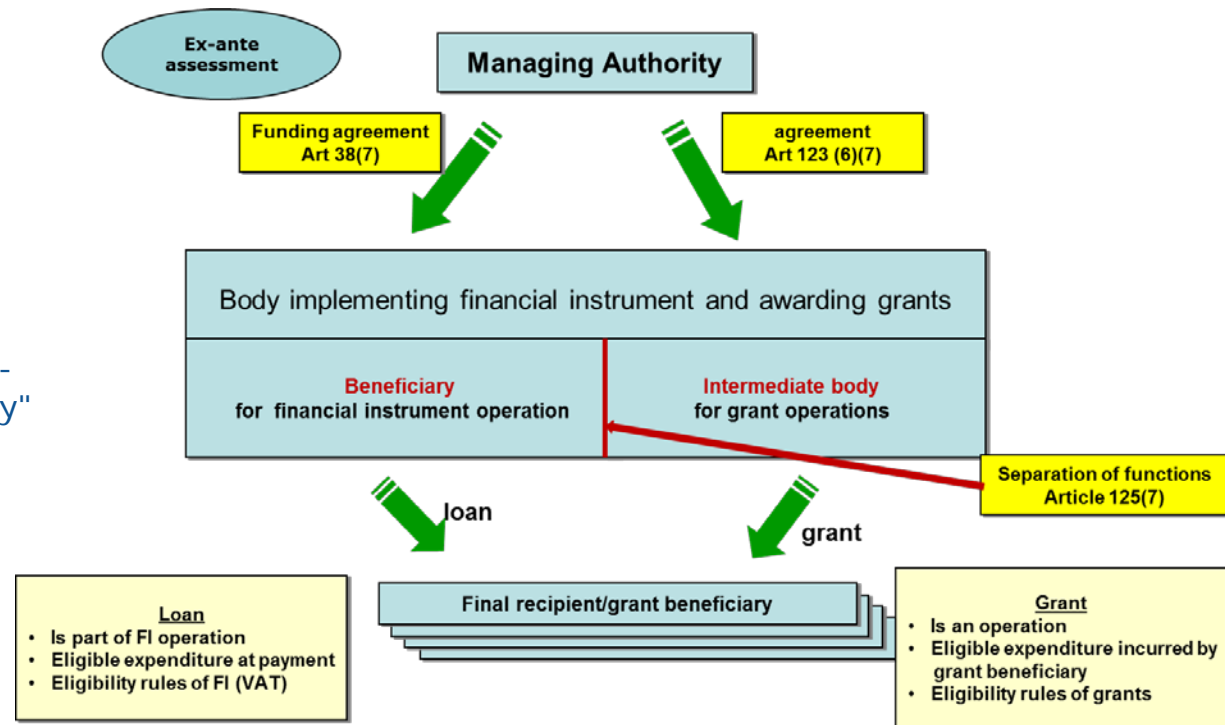 Ex-ante
assessment
Managing Authority
Funding agreement
Art 38(7)
agreement
Art 123 (6)(7)
Body implementing financial instrument and awarding grants
-
y"
Beneficiary
for financial instrument operation
Intermediate body
for grant operations
Separation of functions
Article 125(7)
loan
grant
Final recipient/grant beneficiary
Loan
• Is part of FI operation
• Eligible expenditure at payment
• Eligibility rules of FI (VAT)
Grant
• Is an operation
• Eligible expenditure incurred by
grant beneficiary
• Eligibility rules of grants